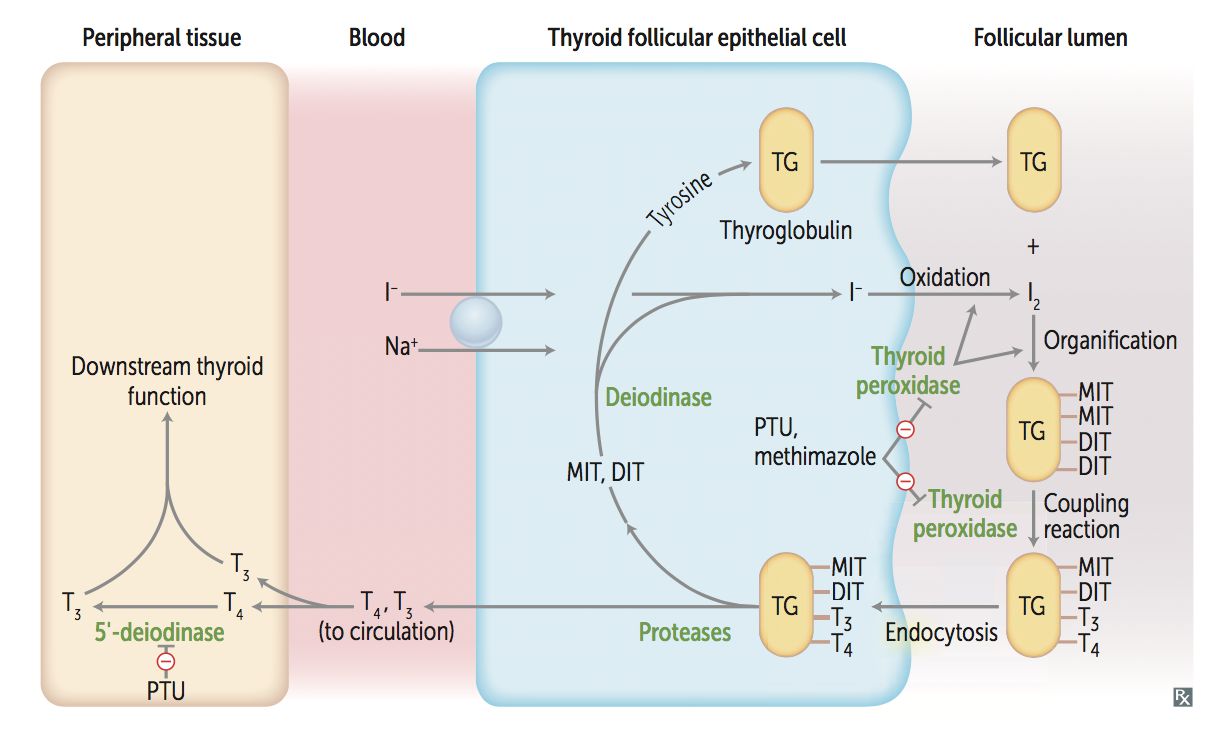 Peripheral tissue
Blood
Thyroid follicular epithelial cell
Follicular lumen
TG
TG
Tyrosine
Thyroglobulin
+
I⁻
I⁻
Oxidation
I₂
Na⁺
Organification
Downstream thyroid
function
Thyroid
peroxidase
Deiodinase
MIT
MIT
TG
DIT
DIT
PTU,
methimazole
−
MIT, DIT
−
Thyroid
peroxidase
Coupling
reaction
T₃
MIT
DIT
TG
T₃
T₄
MIT
DIT
TG
T₃
T₄
T₃
T₄
T₄, T₃
(to circulation)
5'-deiodinase
Proteases
Endocytosis
−
PTU
Rx